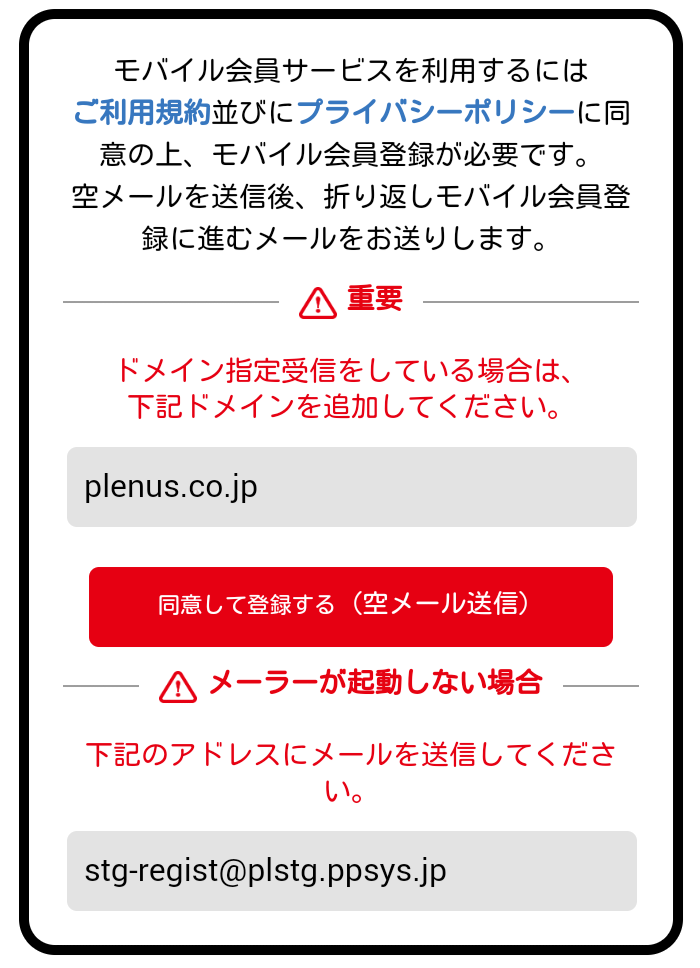 モバイル会員サービスを利用するには
ご利用規約並びにプライバシーポリシーに同
意の上、モバイル会員登録が必要です。
空メールを送信後、折り返しモバイル会員登
録に進むメールをお送りします。
重要
ドメイン指定受信をしている場合は、
下記ドメインを追加してください。
plenus.co.jp
同意して登録する（空メール送信）
メーラーが起動しない場合
下記のアドレスにメールを送信してくださ
い。
stg-regist@plstg.ppsys.jp